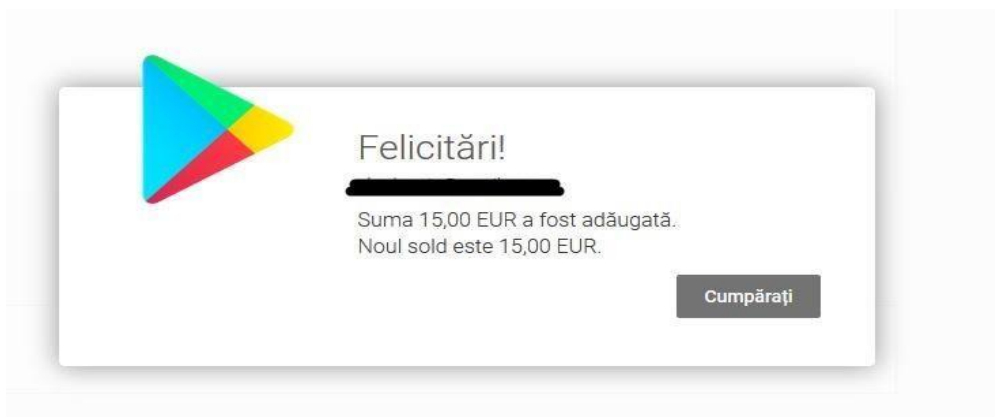 Felicitări!
Suma 15,00 EUR a fost adăugată.
Noul sold este 15,00 EUR.
Cumpărați